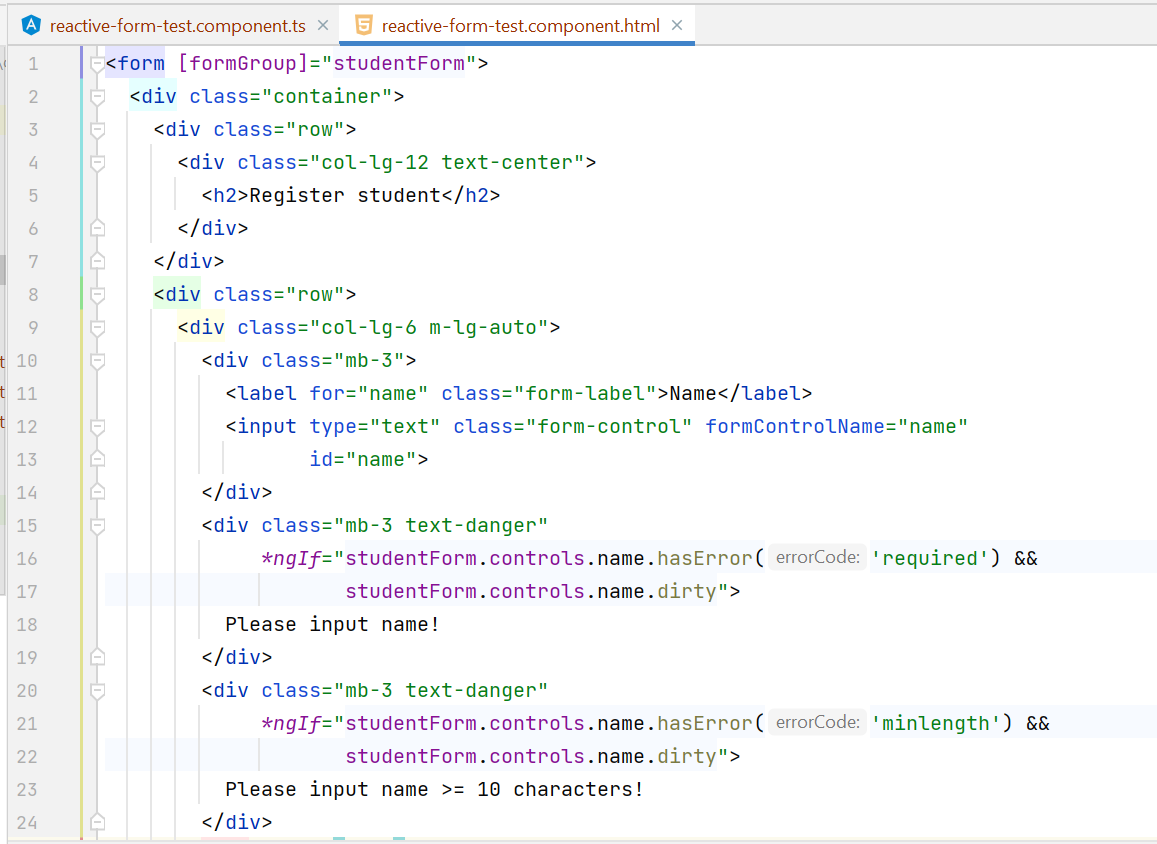 reactive-form-test.component.ts × reactive-form-test.component.html ×
1 <form [formGroup]="studentForm">
2 <div class="container">
3 <div class="row">
4 <div class="col-lg-12 text-center">
5 <h2>Register student</h2>
6 </div>
7 </div>
8 <div class="row">
9 <div class="col-lg-6 m-lg-auto">
10 <div class="mb-3">
11 <label for="name" class="form-label">Name</label>
12 <input type="text" class="form-control" formControlName="name"
13 id="name">
14 </div>
15 <div class="mb-3 text-danger"
16 *ngIf="studentForm.controls.name.hasError( errorCode: 'required') &&
17 studentForm.controls.name.dirty">
18 Please input name!
19 </div>
20 <div class="mb-3 text-danger"
21 *ngIf="studentForm.controls.name.hasError( errorCode: 'minlength') &&
22 studentForm.controls.name.dirty">
23 Please input name >= 10 characters!
24 </div>